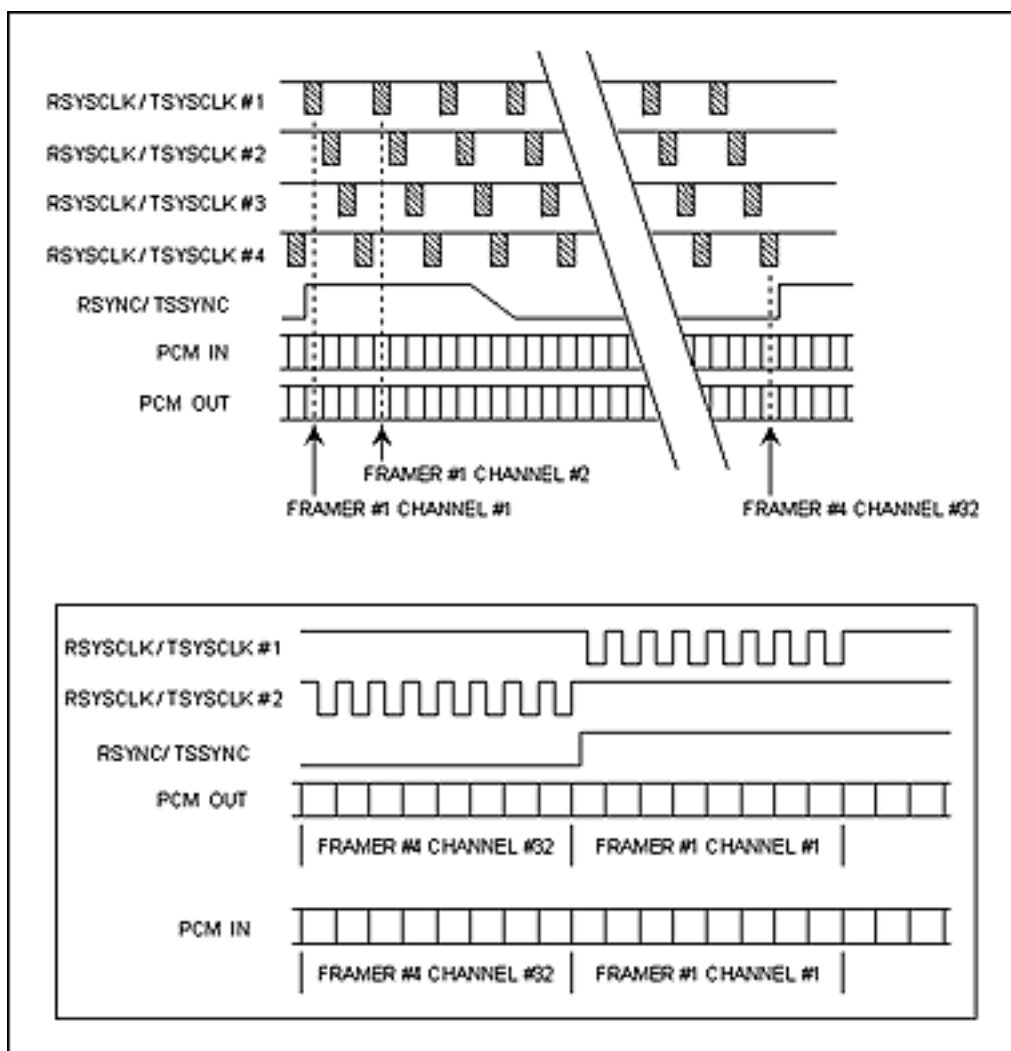 RSYSCLK/TSYSCLK #1
RSYSCLK/TSYSCLK #2
RSYSCLK/TSYSCLK #3
RSYSCLK/TSYSCLK #4
RSYNC/TSSYNC
PCM IN
PCM OUT
FRAMER #1 CHANNEL #2
FRAMER #1 CHANNEL #1
FRAMER #4 CHANNEL #32
RSYSCLK/TSYSCLK #1
RSYSCLK/TSYSCLK #2
RSYNC/TSSYNC
PCM OUT
FRAMER #4 CHANNEL #32
FRAMER #1 CHANNEL #1
PCM IN
FRAMER #4 CHANNEL #32
FRAMER #1 CHANNEL #1